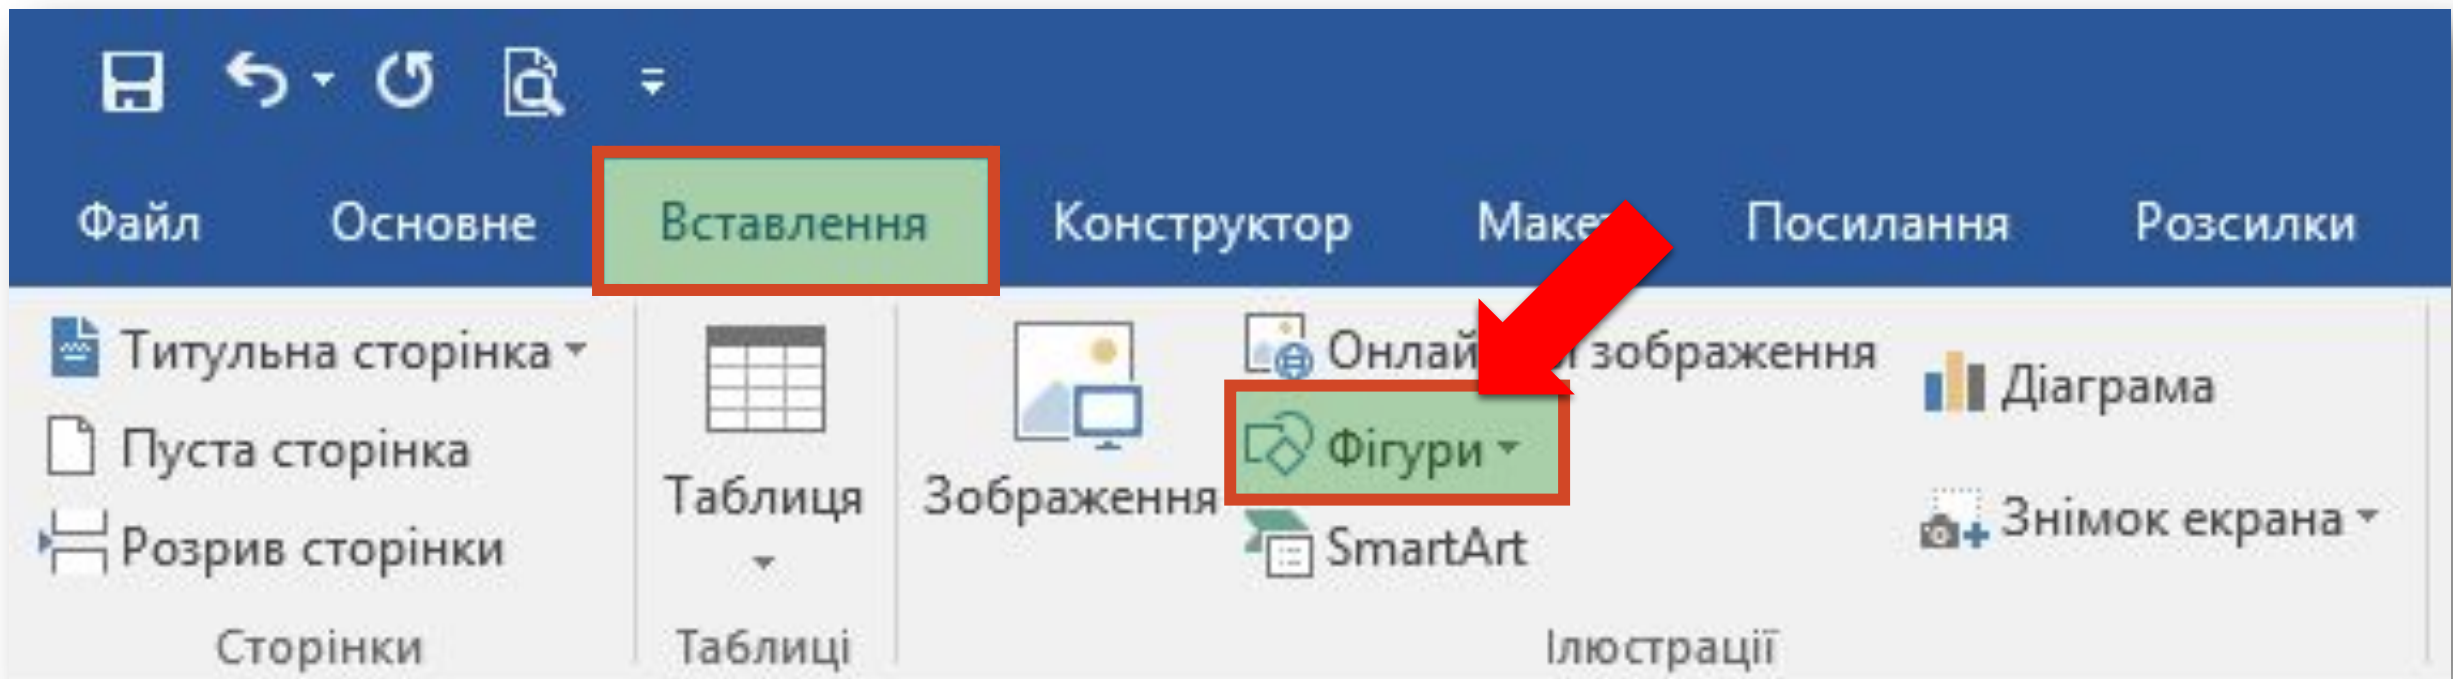 Файл Основне Вставлення Конструктор Посилання Розсилки
Титульна сторінка
Пуста сторінка
Розрив сторінки
Сторінки
Таблиця
Таблиці
Зображення
зображення
Фігури
SmartArt
Діаграма
Знімок екрана
Ілюстрації